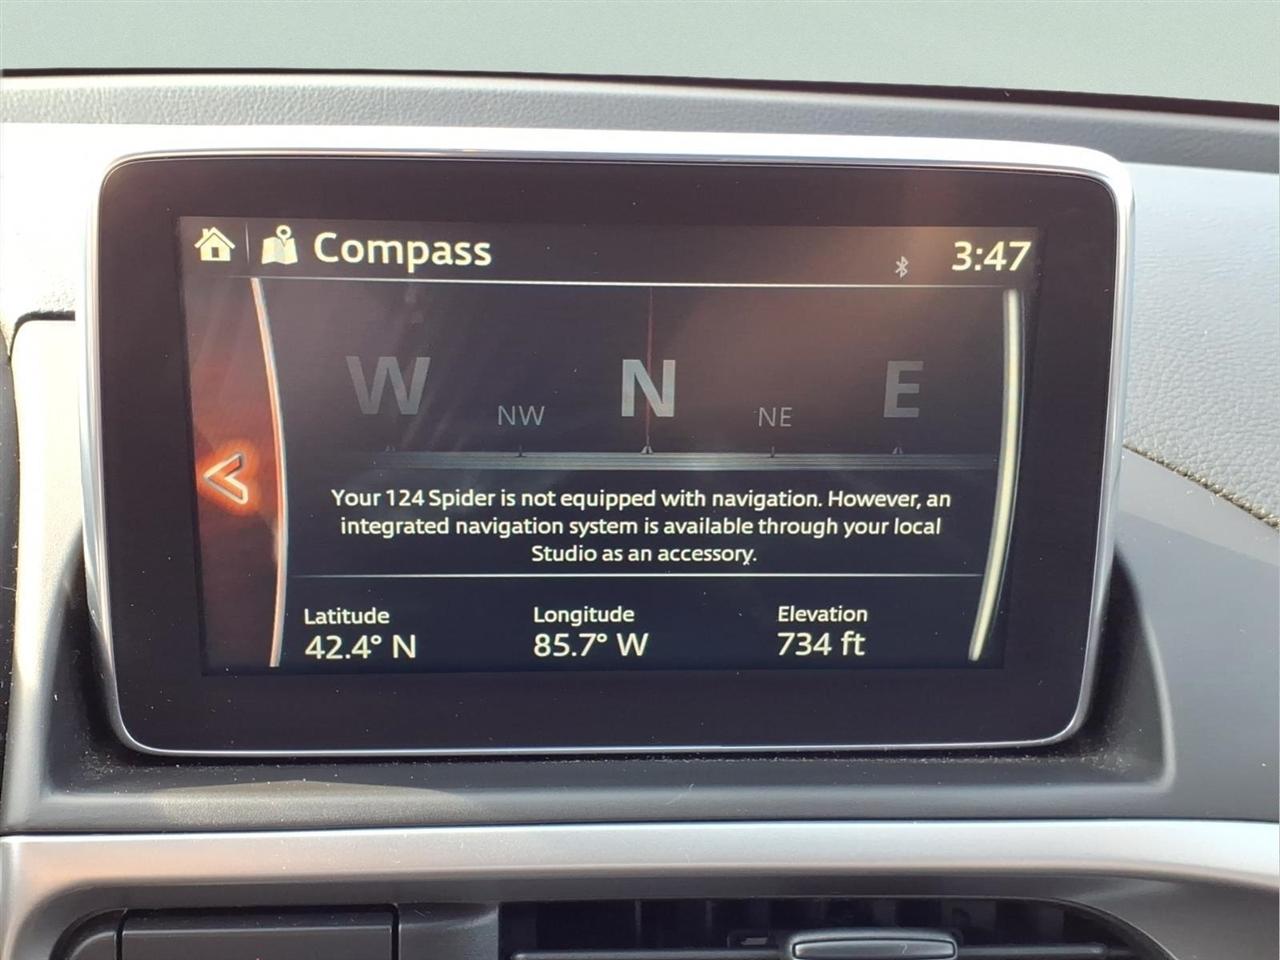 Compass 3:47
W NW N NE E
Your 124 Spider is not equipped with navigation. However, an
integrated navigation system is available through your local
Studio as an accessory.
Latitude Longitude Elevation
42.4° N 85.7° W 734 ft